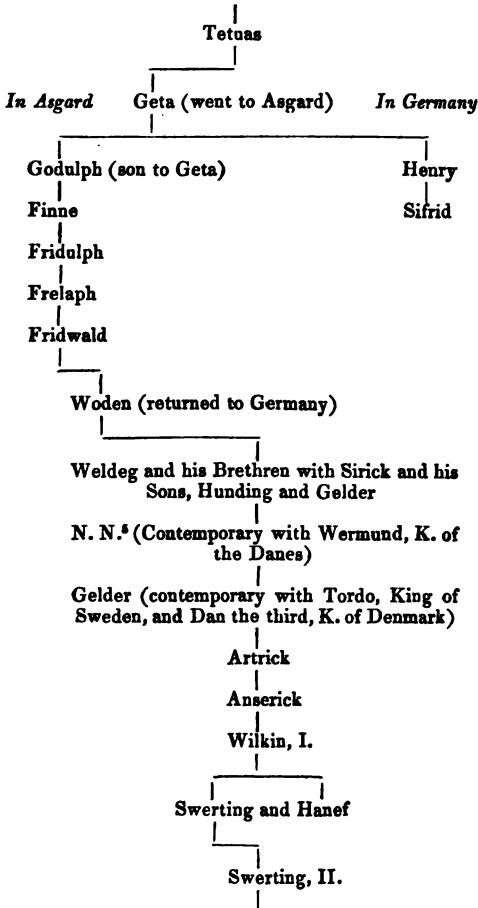 Tetuas
In Asgard Geta (went to Asgard) In Germany
Godulph (son to Geta) Henry
Finne Sifrid
Fridulph
Frelaph
Fridwald
Woden (returned to Germany)
Weldeg and his Brethren with Sirick and his
Sons, Hunding and Gelder
N. N.⁵ (Contemporary with Wermund, K. of
the Danes)
Gelder (contemporary with Tordo, King of
Sweden, and Dan the third, K. of Denmark)
Artrick
Anserick
Wilkin, I.
Swerting and Hanef
Swerting, II.